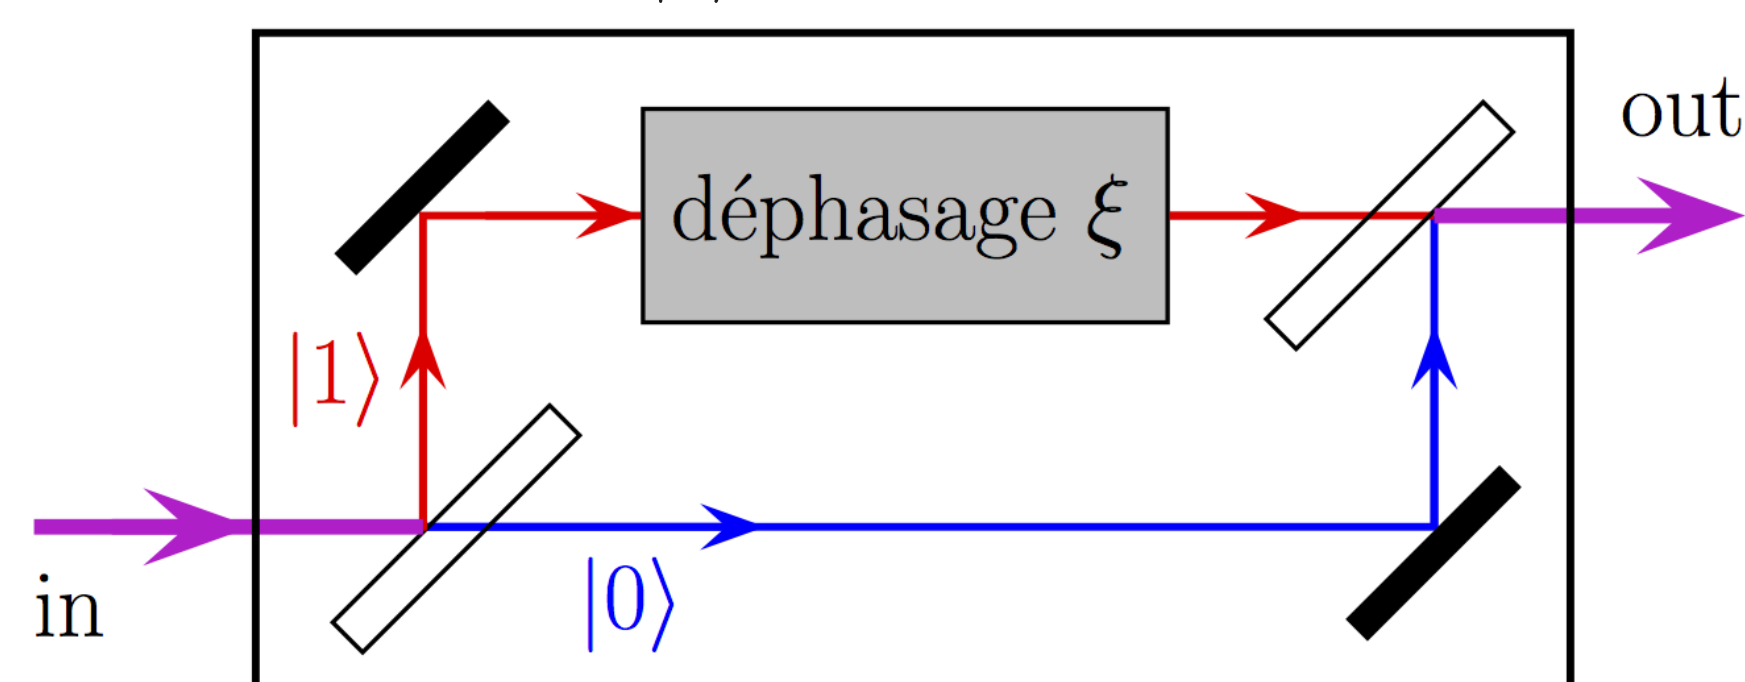 out
déphasage ξ
|1⟩
|0⟩
in